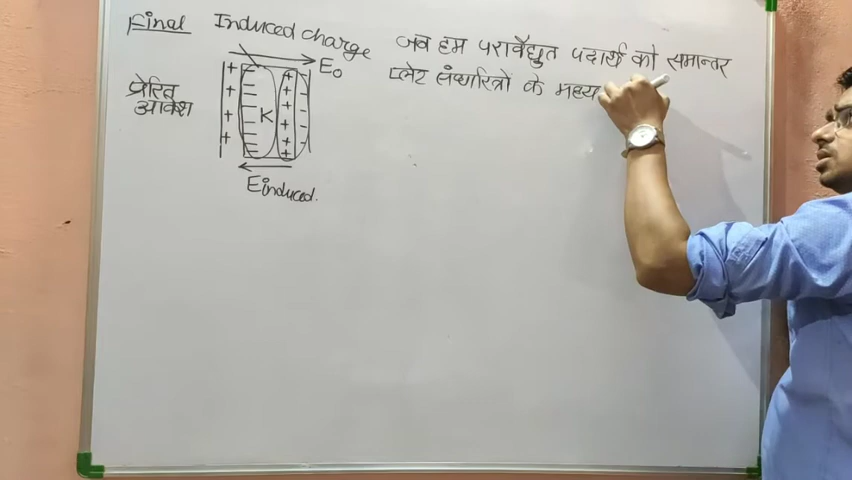 Final Induced charge
प्रेरित
आवेश
E₀
K
Einduced.
जब हम परावैद्युत पदार्थ को समान्तर
प्लेट संधारित्रों के मध्य